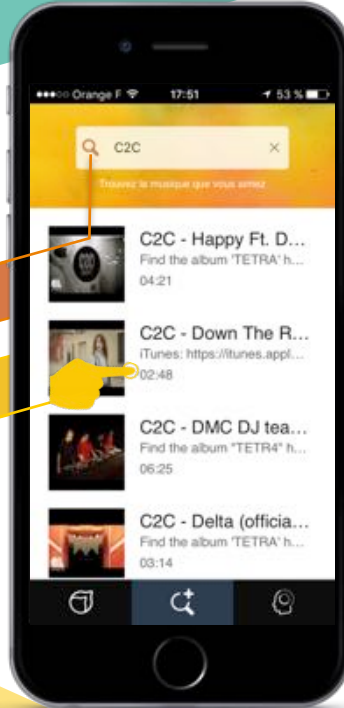 Orange F 17:51 53 %
C2C
Trouvez la musique que vous aimez
C2C - Happy Ft. D...
Find the album 'TETRA' h...
04:21
C2C - Down The R...
iTunes: https://itunes.appl...
02:48
C2C - DMC DJ tea...
Find the album "TETR4" h...
06:25
C2C - Delta (officia...
Find the album 'TETRA' h...
03:14